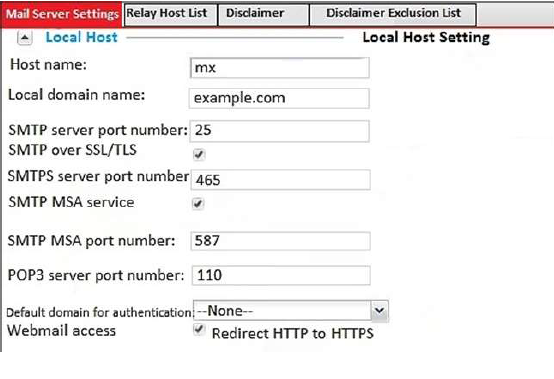 Mail Server Settings Relay Host List Disclaimer Disclaimer Exclusion List
Local Host Local Host Setting
Host name: mx
Local domain name: example.com
SMTP server port number: 25
SMTP over SSL/TLS
SMTPS server port number 465
SMTP MSA service
SMTP MSA port number: 587
POP3 server port number: 110
Default domain for authentication: --None--
Webmail access Redirect HTTP to HTTPS